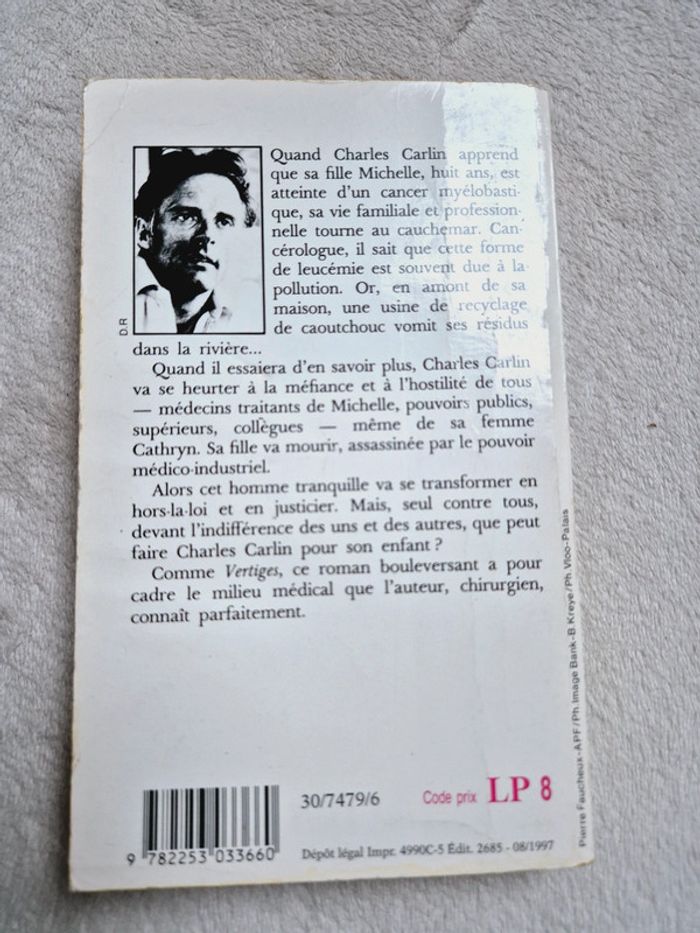 Quand Charles Carlin apprend
que sa fille Michelle, huit ans, est
atteinte d'un cancer myélobasti-
que, sa vie familiale et profession-
nelle tourne au cauchemar. Can-
cérologue, il sait que cette forme
de leucémie est souvent due à la
pollution. Or, en amont de sa
maison, une usine de recyclage
de caoutchouc vomit ses résidus
D.R
dans la rivière...
Quand il essaiera d'en savoir plus, Charles Carlin
va se heurter à la méfiance et à l'hostilité de tous
— médecins traitants de Michelle, pouvoirs publics,
supérieurs, collègues — même de sa femme
Cathryn. Sa fille va mourir, assassinée par le pouvoir
médico-industriel.
Alors cet homme tranquille va se transformer en
hors-la-loi et en justicier. Mais, seul contre tous,
devant l'indifférence des uns et des autres, que peut
faire Charles Carlin pour son enfant ?
Comme Vertiges, ce roman bouleversant a pour
cadre le milieu médical que l'auteur, chirurgien,
connaît parfaitement.
Pierre Faucheux-APF/Ph.Image Bank-B.Kreye/Ph.Vloo-Palais
30/7479/6
Code prix LP 8
9 782253 033660
Dépôt légal Impr. 4990C-5 Édit. 2685 - 08/1997